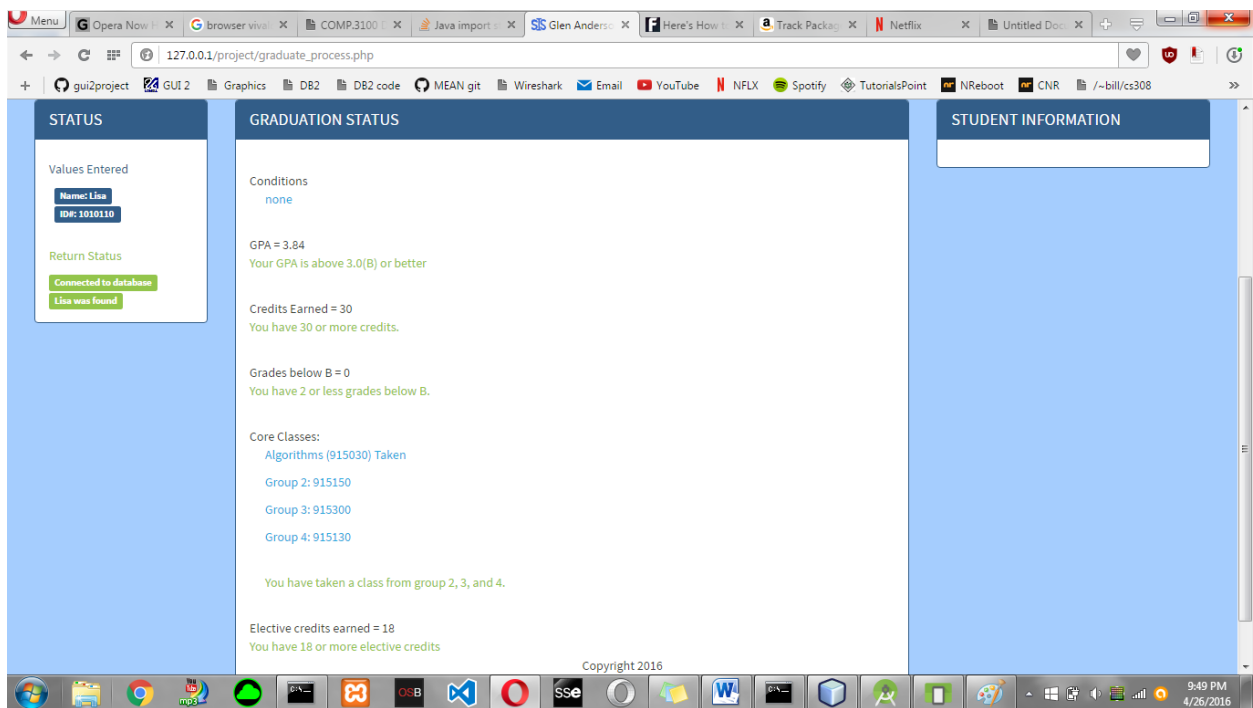 Menu
Opera Now H
browser viva
COMP.3100
Java import s
SiS Glen Anderso
Here's How t
Track Packag
Netflix
Untitled Doc
127.0.0.1/project/graduate_process.php
gui2project
GUI 2
Graphics
DB2
DB2 code
MEAN git
Wireshark
Email
YouTube
NFLX
Spotify
TutorialsPoint
NReboot
CNR
/~bill/cs308
STATUS
Values Entered
Name: Lisa
ID#: 1010110
Return Status
Connected to database
Lisa was found
GRADUATION STATUS
Conditions
none
GPA = 3.84
Your GPA is above 3.0(B) or better
Credits Earned = 30
You have 30 or more credits.
Grades below B = 0
You have 2 or less grades below B.
Core Classes:
Algorithms (915030) Taken
Group 2: 915150
Group 3: 915300
Group 4: 915130
You have taken a class from group 2, 3, and 4.
Elective credits earned = 18
You have 18 or more elective credits
STUDENT INFORMATION
Copyright 2016
mp3
OSB
sse
9:49 PM
4/26/2016